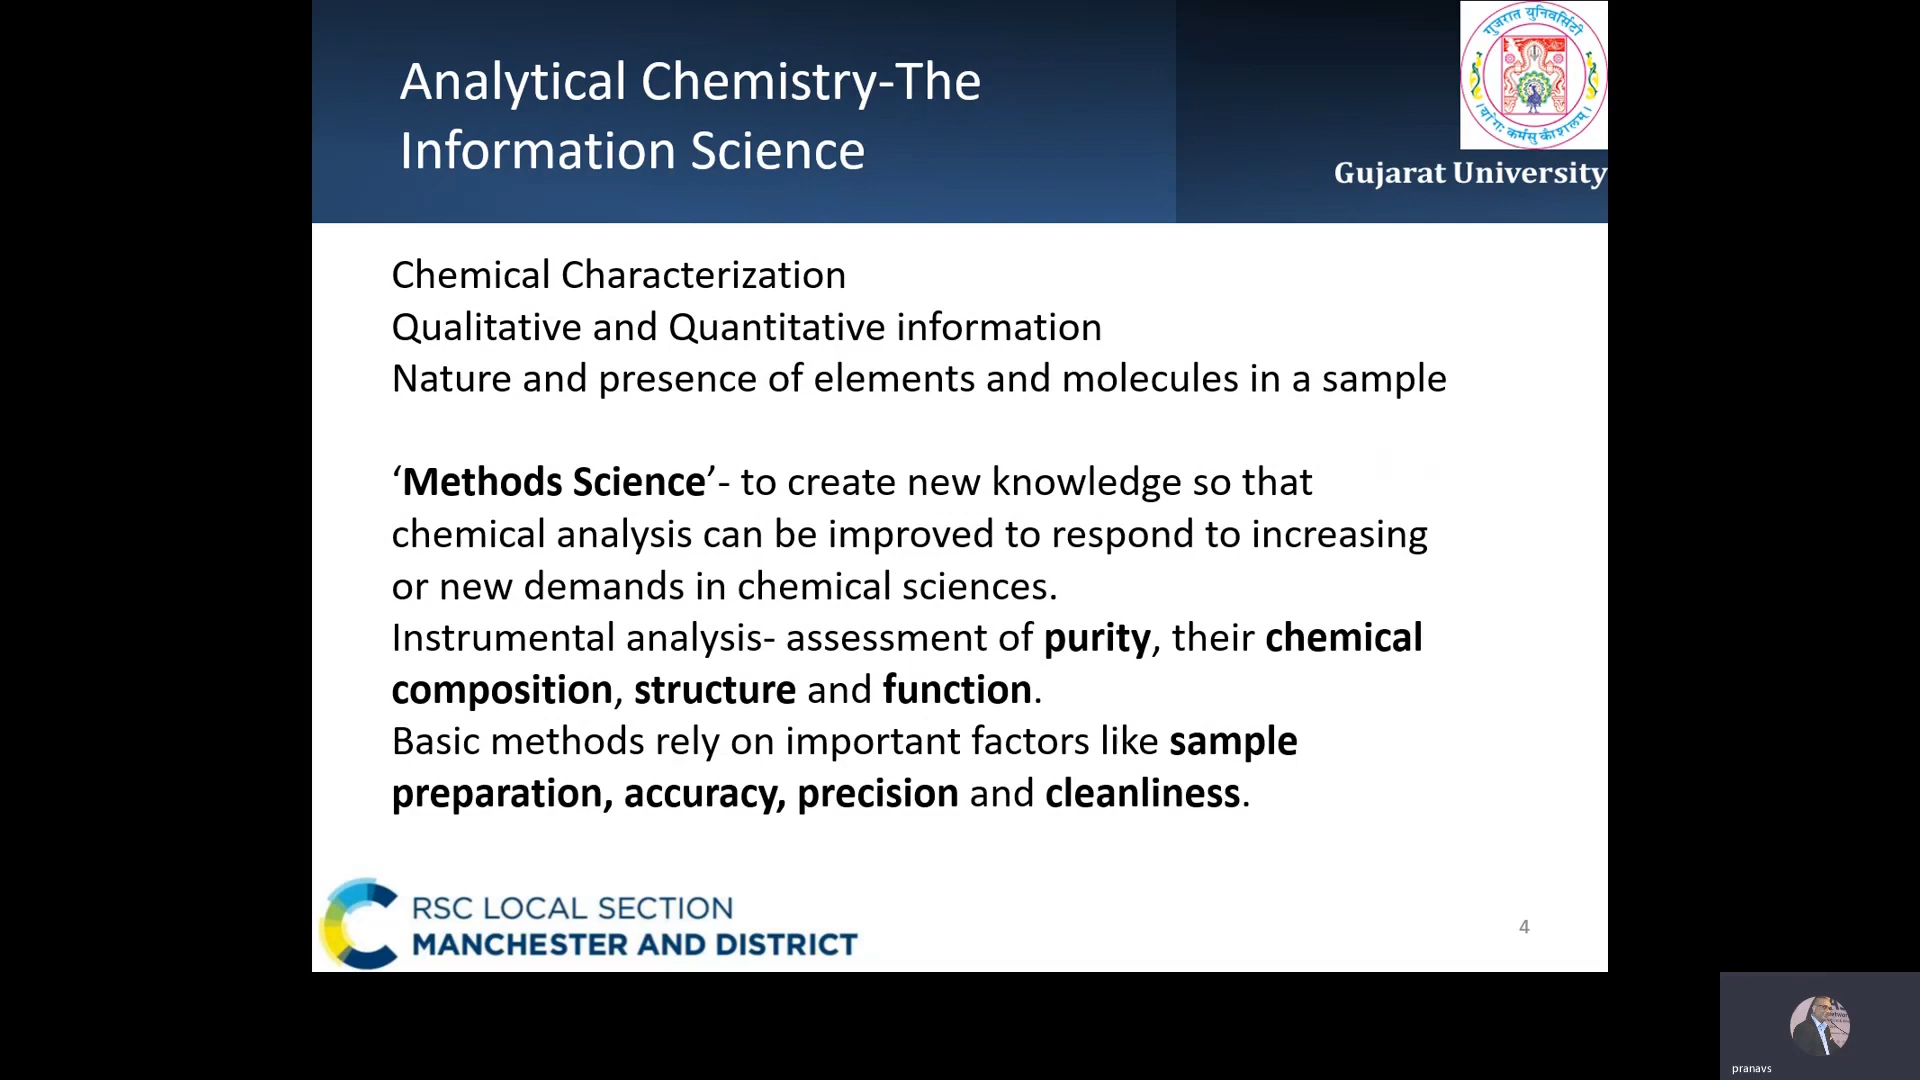 Analytical Chemistry-The
Information Science
गुजरात युनिवर्सिटी
Gujarat University
Chemical Characterization
Qualitative and Quantitative information
Nature and presence of elements and molecules in a sample
‘Methods Science’- to create new knowledge so that
chemical analysis can be improved to respond to increasing
or new demands in chemical sciences.
Instrumental analysis- assessment of purity, their chemical
composition, structure and function.
Basic methods rely on important factors like sample
preparation, accuracy, precision and cleanliness.
RSC LOCAL SECTION
MANCHESTER AND DISTRICT
4
pranavs